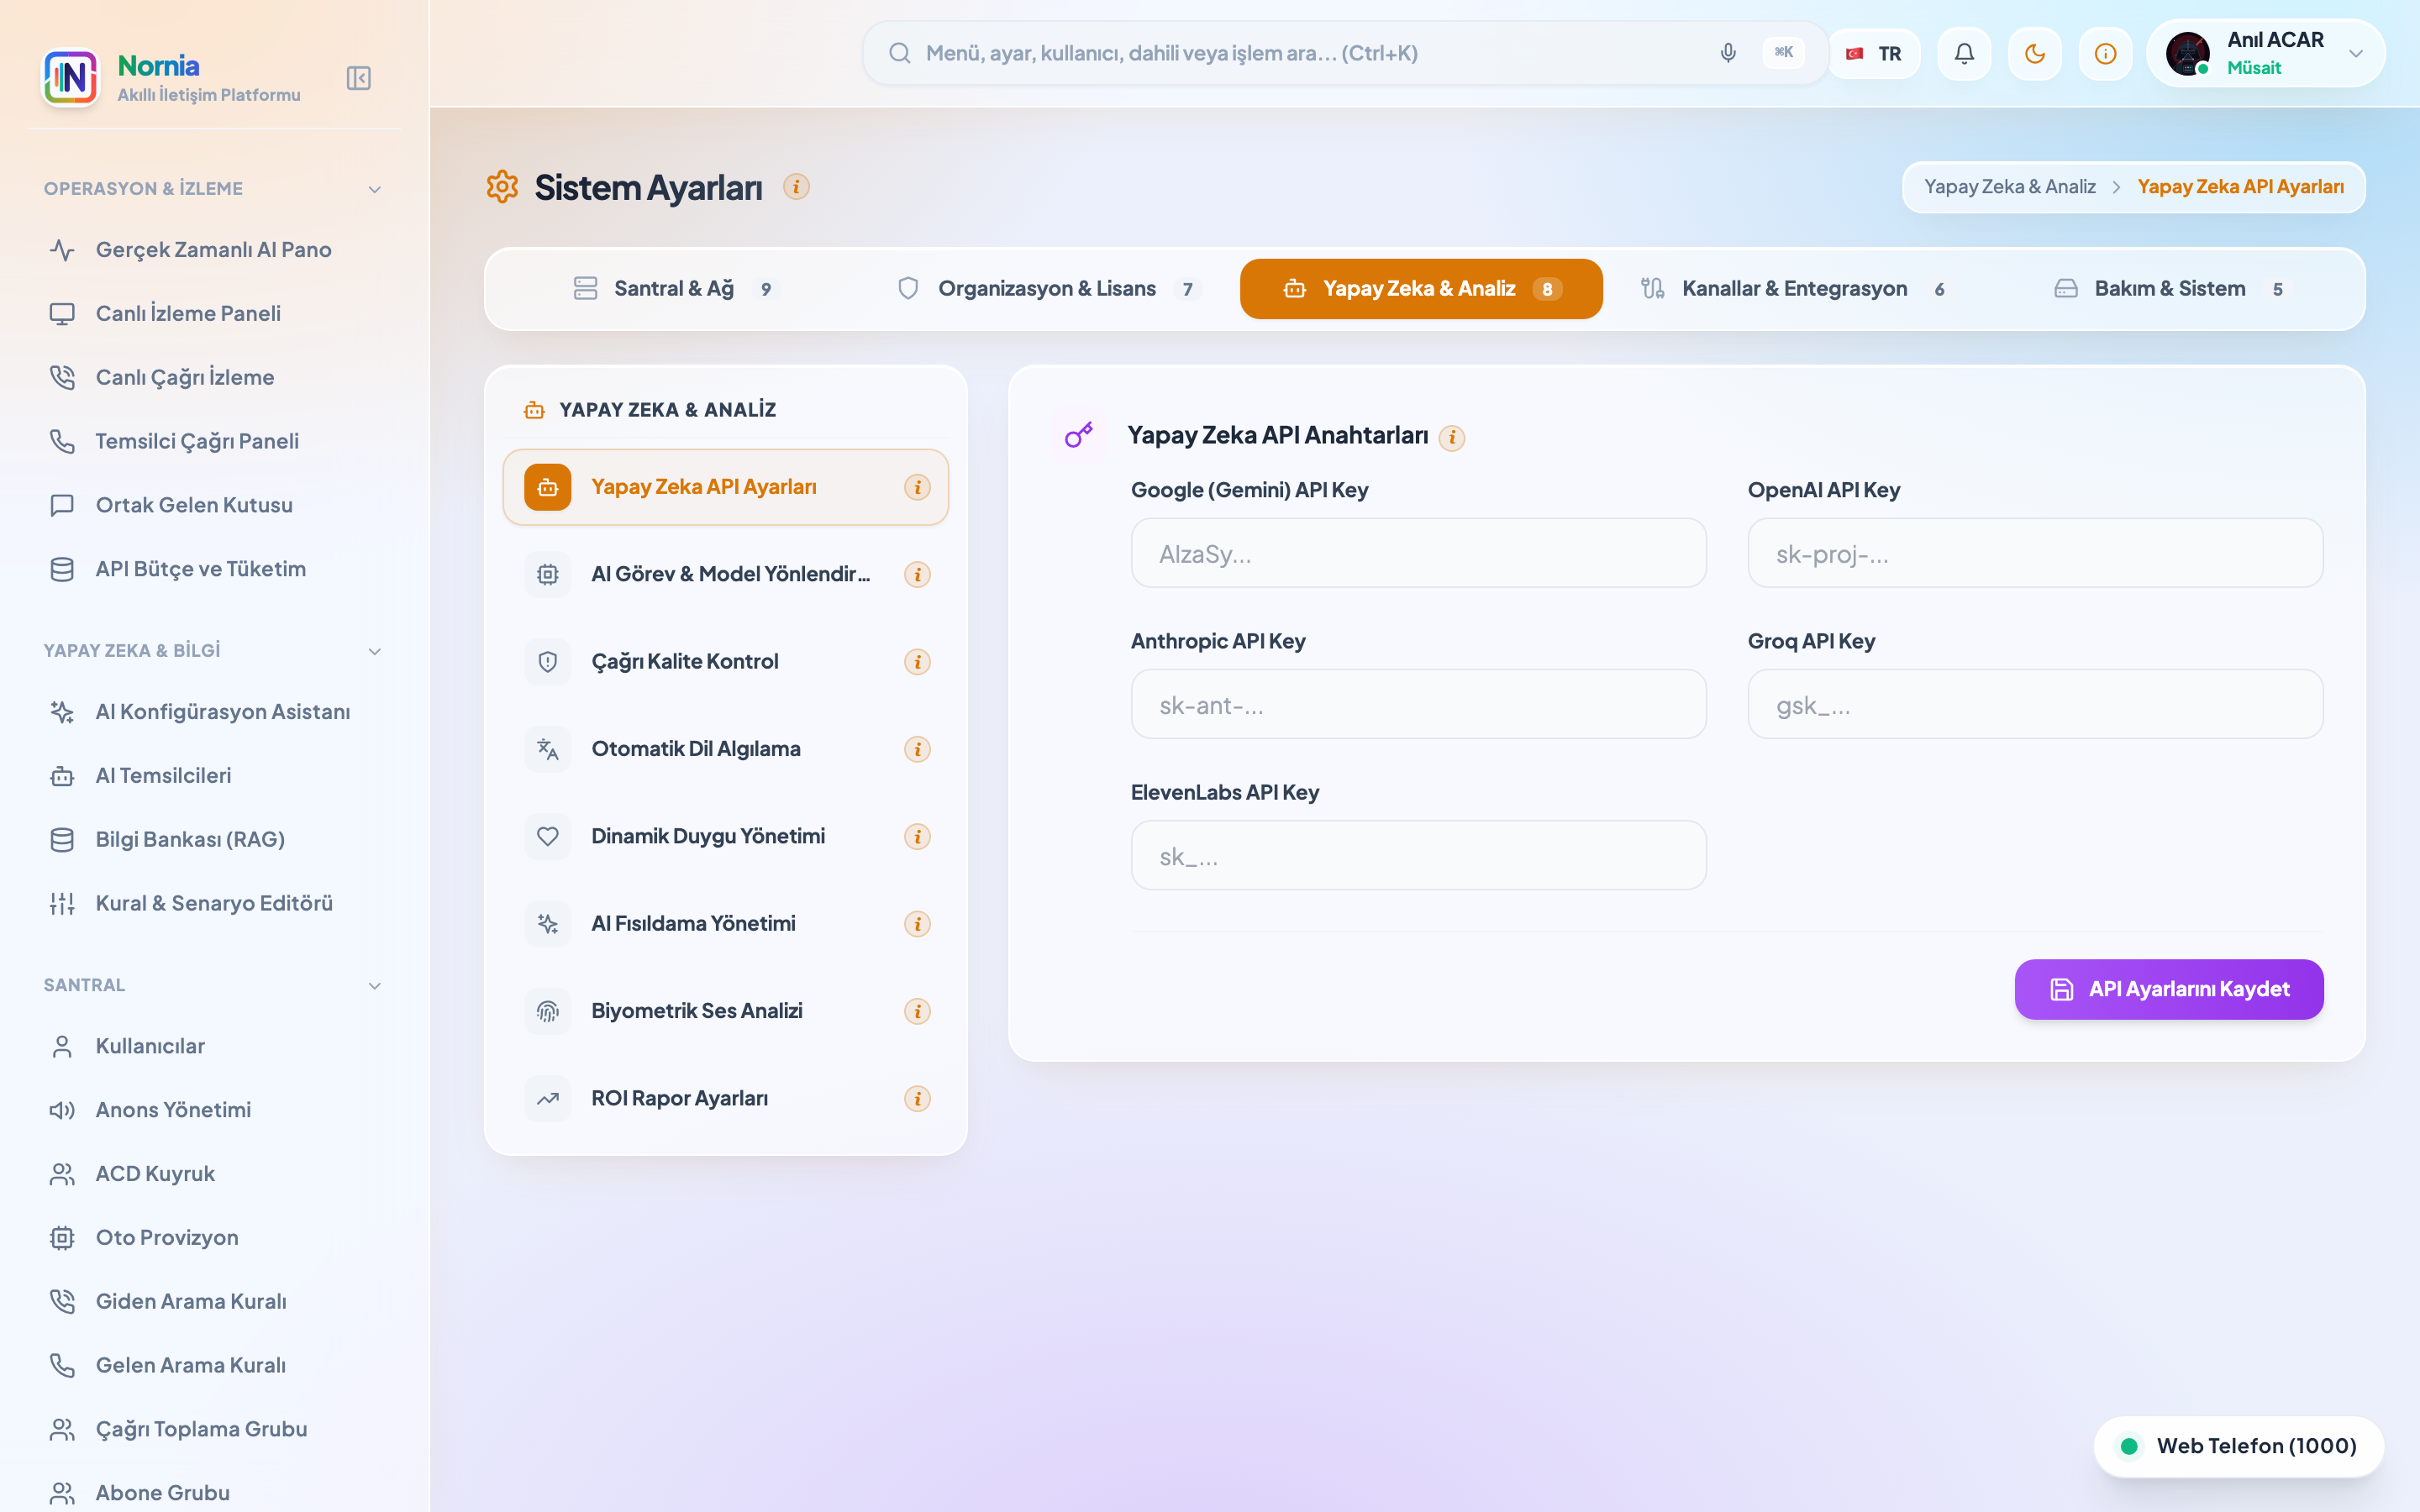 Nornia
Akıllı İletişim Platformu
OPERASYON & İZLEME
Gerçek Zamanlı AI Pano
Canlı İzleme Paneli
Canlı Çağrı İzleme
Temsilci Çağrı Paneli
Ortak Gelen Kutusu
API Bütçe ve Tüketim
YAPAY ZEKA & BİLGİ
AI Konfigürasyon Asistanı
AI Temsilcileri
Bilgi Bankası (RAG)
Kural & Senaryo Editörü
SANTRAL
Kullanıcılar
Anons Yönetimi
ACD Kuyruk
Oto Provizyon
Giden Arama Kuralı
Gelen Arama Kuralı
Çağrı Toplama Grubu
Abone Grubu
Menü, ayar, kullanıcı, dahili veya işlem ara... (Ctrl+K)
⌘K
TR
Anıl ACAR
Müsait
Sistem Ayarları
Yapay Zeka & Analiz > Yapay Zeka API Ayarları
Santral & Ağ 9
Organizasyon & Lisans 7
Yapay Zeka & Analiz 8
Kanallar & Entegrasyon 6
Bakım & Sistem 5
YAPAY ZEKA & ANALİZ
Yapay Zeka API Ayarları
AI Görev & Model Yönlendir...
Çağrı Kalite Kontrol
Otomatik Dil Algılama
Dinamik Duygu Yönetimi
AI Fısıldama Yönetimi
Biyometrik Ses Analizi
ROI Rapor Ayarları
Yapay Zeka API Anahtarları
Google (Gemini) API Key
AIzaSy...
OpenAI API Key
sk-proj-...
Anthropic API Key
sk-ant-...
Groq API Key
gsk_...
ElevenLabs API Key
sk_...
API Ayarlarını Kaydet
Web Telefon (1000)